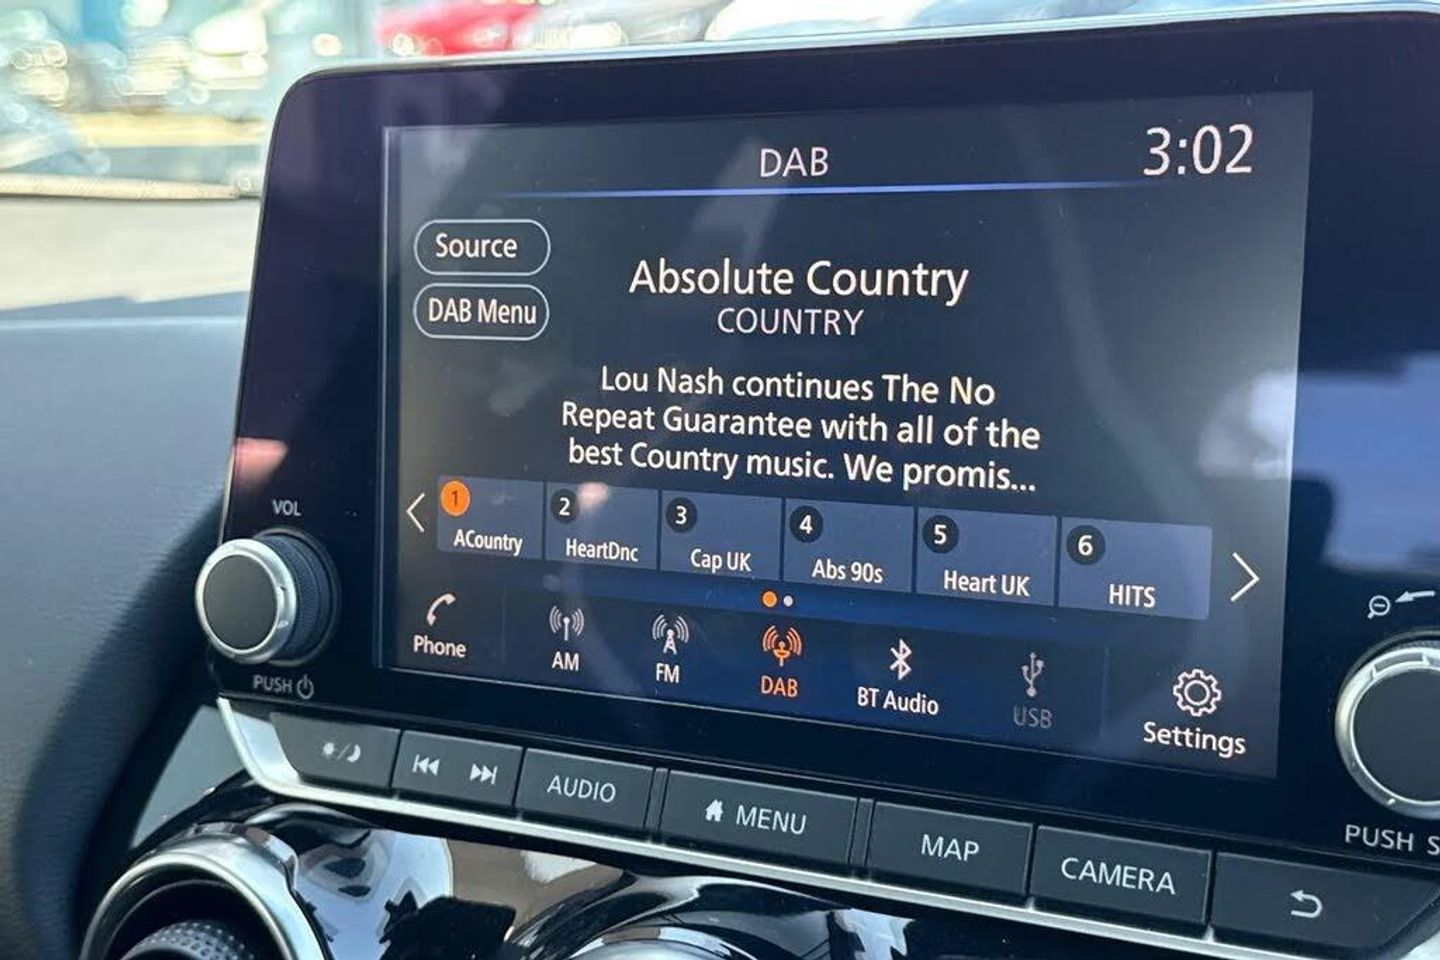 DAB
3:02
Source
DAB Menu
Absolute Country
COUNTRY
Lou Nash continues The No
Repeat Guarantee with all of the
best Country music. We promis...
1
ACountry
2
HeartDnc
3
Cap UK
4
Abs 90s
5
Heart UK
6
HITS
Phone
AM
FM
DAB
BT Audio
USB
Settings
VOL
PUSH
AUDIO
MENU
MAP
CAMERA
PUSH S